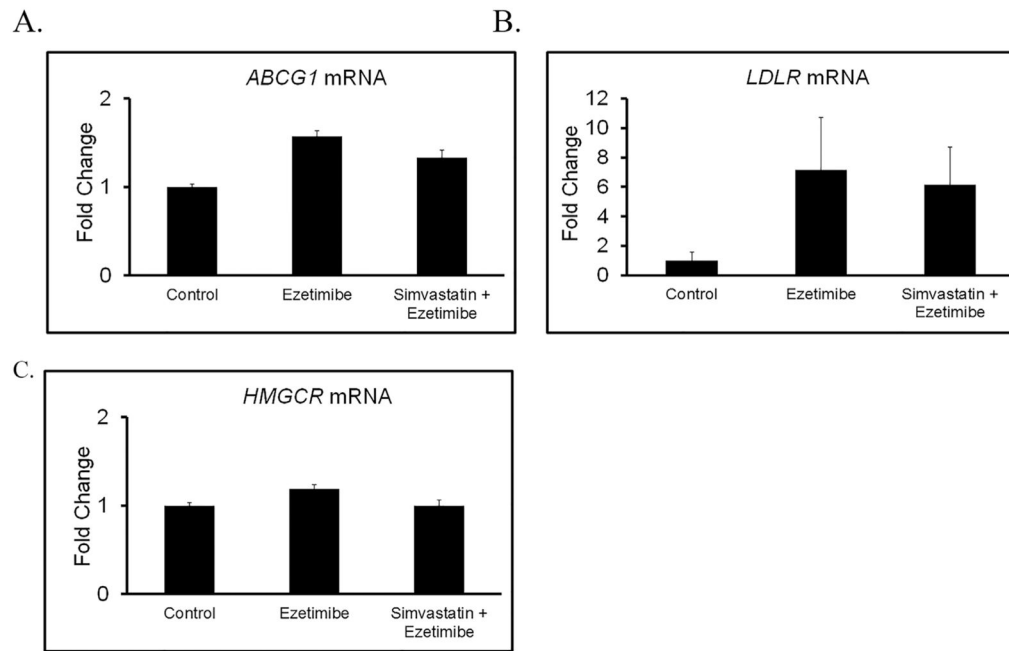 A.
ABCG1 mRNA
Fold Change
2
1
0
Control
Ezetimibe
Simvastatin +
Ezetimibe
B.
LDLR mRNA
Fold Change
12
10
8
6
4
2
0
Control
Ezetimibe
Simvastatin +
Ezetimibe
C.
HMGCR mRNA
Fold Change
2
1
0
Control
Ezetimibe
Simvastatin +
Ezetimibe